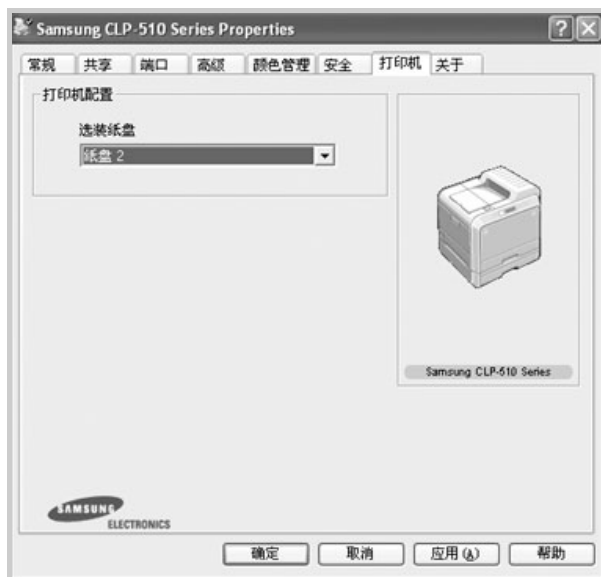 Samsung CLP-510 Series Properties
常规 共享 端口 高级 颜色管理 安全 打印机 关于
打印机配置
选装纸盘
纸盘 2
Samsung CLP-510 Series
SAMSUNG
ELECTRONICS
确定 取消 应用(A) 帮助